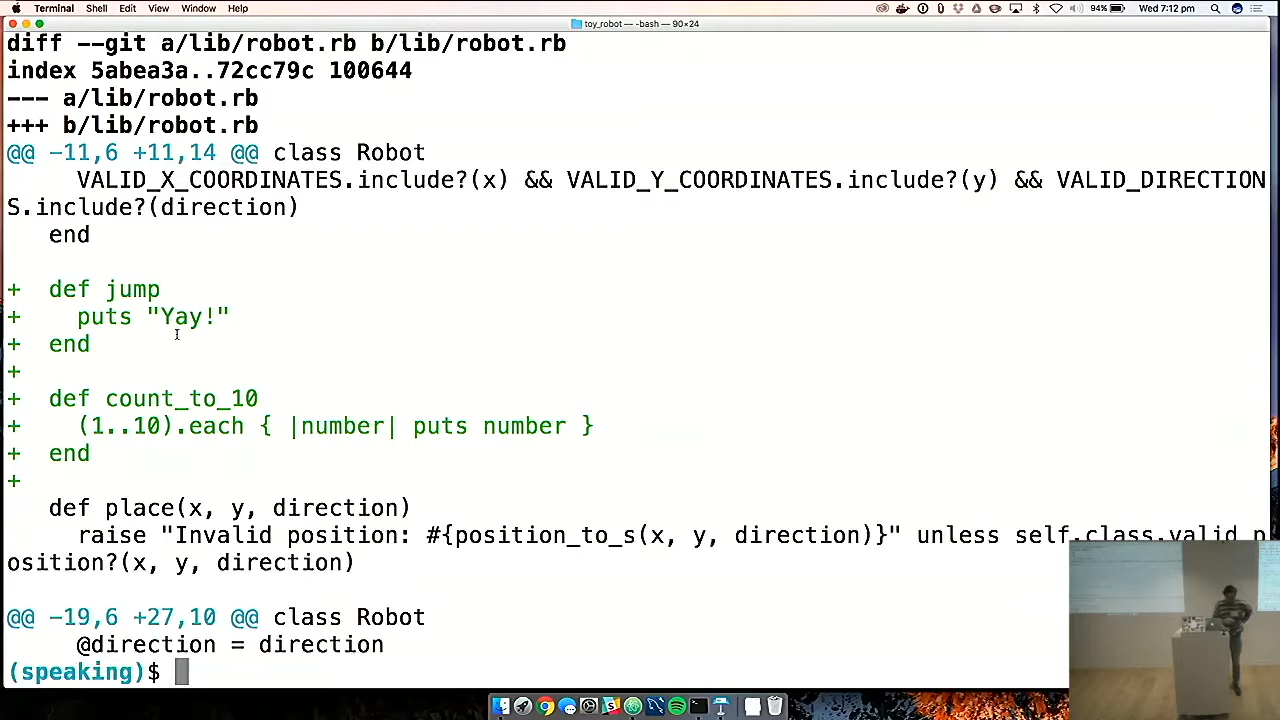 Terminal Shell Edit View Window Help 94% Wed 7:12 pm
toy_robot — -bash — 90×24
diff --git a/lib/robot.rb b/lib/robot.rb
index 5abea3a..72cc79c 100644
--- a/lib/robot.rb
+++ b/lib/robot.rb
@@ -11,6 +11,14 @@ class Robot
VALID_X_COORDINATES.include?(x) && VALID_Y_COORDINATES.include?(y) && VALID_DIRECTION
S.include?(direction)
end
+ def jump
+ puts "Yay!"
+ end
+
+ def count_to_10
+ (1..10).each { |number| puts number }
+ end
+
def place(x, y, direction)
raise "Invalid position: #{position_to_s(x, y, direction)}" unless self.class.valid_p
osition?(x, y, direction)
@@ -19,6 +27,10 @@ class Robot
@direction = direction
(speaking)$